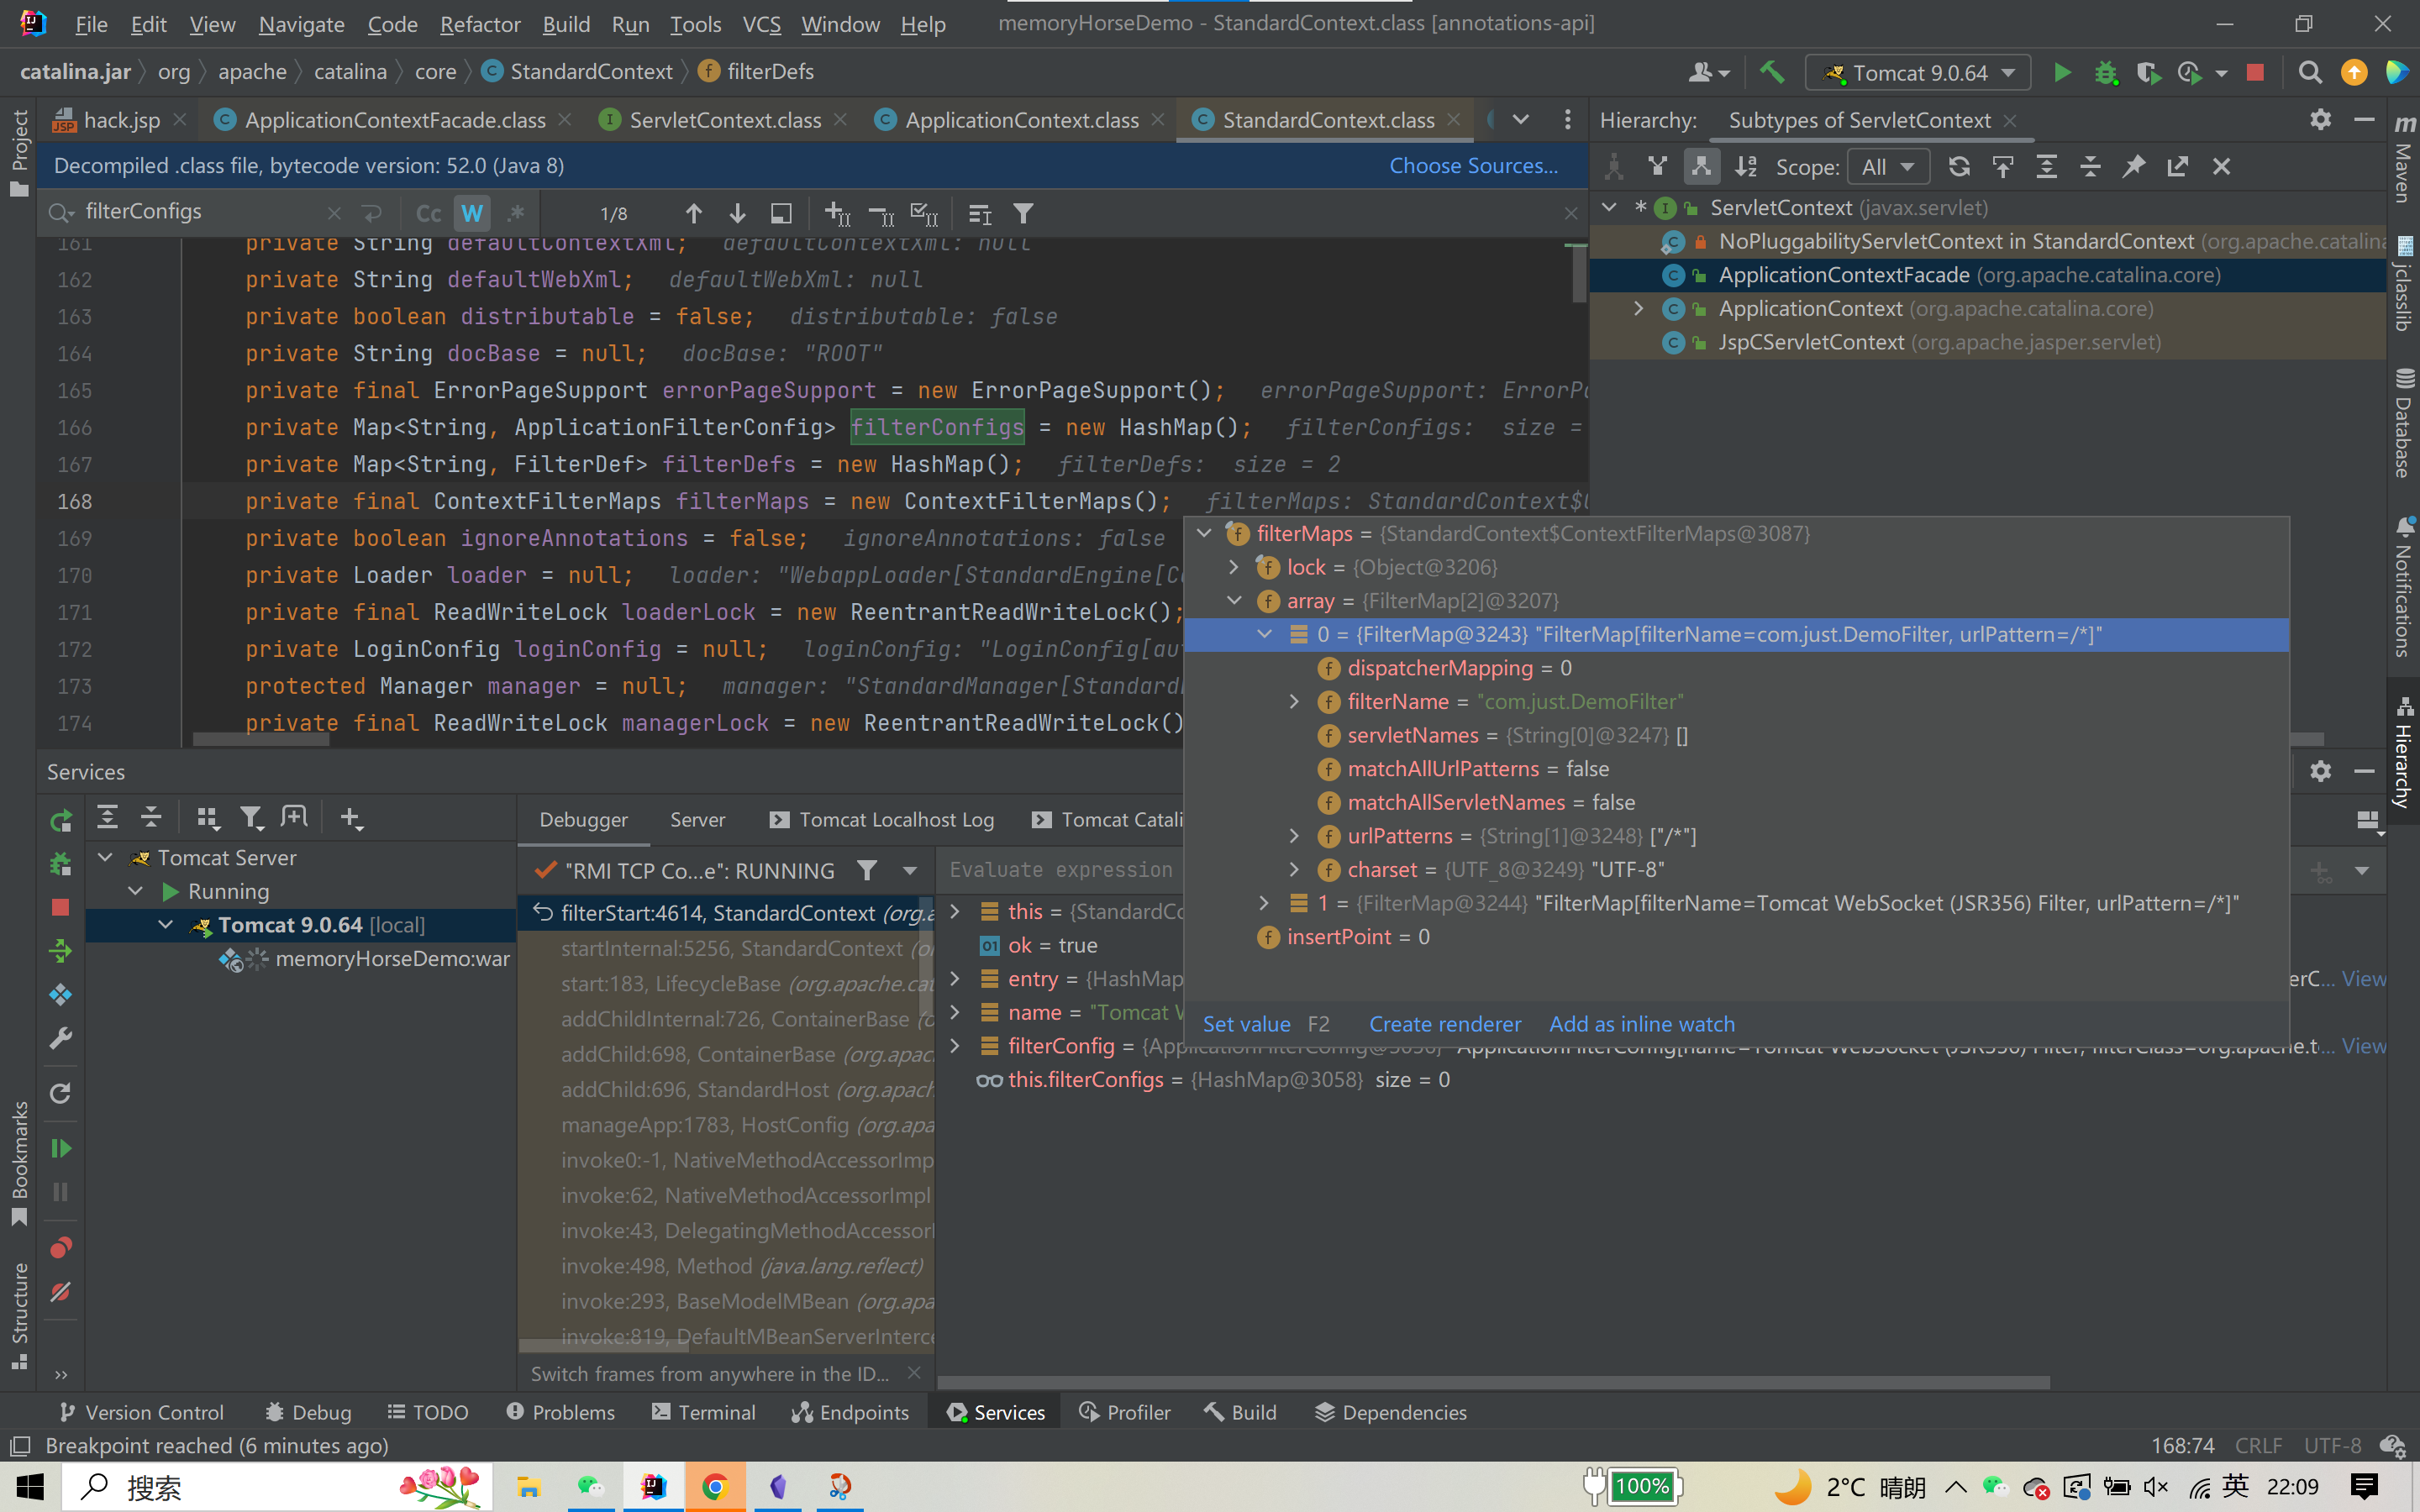 File Edit View Navigate Code Refactor Build Run Tools VCS Window Help memoryHorseDemo - StandardContext.class [annotations-api]
catalina.jar org apache catalina core StandardContext filterDefs Tomcat 9.0.64
hack.jsp ApplicationContextFacade.class ServletContext.class ApplicationContext.class StandardContext.class Hierarchy: Subtypes of ServletContext
Decompiled .class file, bytecode version: 52.0 (Java 8) Choose Sources... Scope: All
filterConfigs Cc W .* 1/8
* ServletContext (javax.servlet)
NoPluggabilityServletContext in StandardContext (org.apache.catalina
ApplicationContextFacade (org.apache.catalina.core)
ApplicationContext (org.apache.catalina.core)
JspCServletContext (org.apache.jasper.servlet)
161 private String defaultContextXml; defaultContextXml: null
162 private String defaultWebXml; defaultWebXml: null
163 private boolean distributable = false; distributable: false
164 private String docBase = null; docBase: "ROOT"
165 private final ErrorPageSupport errorPageSupport = new ErrorPageSupport(); errorPageSupport: ErrorPa
166 private Map<String, ApplicationFilterConfig> filterConfigs = new HashMap(); filterConfigs: size =
167 private Map<String, FilterDef> filterDefs = new HashMap(); filterDefs: size = 2
168 private final ContextFilterMaps filterMaps = new ContextFilterMaps(); filterMaps: StandardContext$
169 private boolean ignoreAnnotations = false; ignoreAnnotations: false
170 private Loader loader = null; loader: "WebappLoader[StandardEngine[Ca
171 private final ReadWriteLock loaderLock = new ReentrantReadWriteLock();
172 private LoginConfig loginConfig = null; loginConfig: "LoginConfig[au
173 protected Manager manager = null; manager: "StandardManager[Standard
174 private final ReadWriteLock managerLock = new ReentrantReadWriteLock()
filterMaps = {StandardContext$ContextFilterMaps@3087}
lock = {Object@3206}
array = {FilterMap[2]@3207}
0 = {FilterMap@3243} "FilterMap[filterName=com.just.DemoFilter, urlPattern=/*]"
dispatcherMapping = 0
filterName = "com.just.DemoFilter"
servletNames = {String[0]@3247} []
matchAllUrlPatterns = false
matchAllServletNames = false
urlPatterns = {String[1]@3248} ["/*"]
charset = {UTF_8@3249} "UTF-8"
1 = {FilterMap@3244} "FilterMap[filterName=Tomcat WebSocket (JSR356) Filter, urlPattern=/*]"
insertPoint = 0
Set value F2 Create renderer Add as inline watch
Services
Debugger Server Tomcat Localhost Log Tomcat Catali
Tomcat Server
Running
Tomcat 9.0.64 [local]
memoryHorseDemo:war
"RMI TCP Co...e": RUNNING
filterStart:4614, StandardContext (org.a
startInternal:5256, StandardContext (o
start:183, LifecycleBase (org.apache.cat
addChildInternal:726, ContainerBase (o
addChild:698, ContainerBase (org.apac
addChild:696, StandardHost (org.apach
manageApp:1783, HostConfig (org.apa
invoke0:-1, NativeMethodAccessorImp
invoke:62, NativeMethodAccessorImpl
invoke:43, DelegatingMethodAccessor
invoke:498, Method (java.lang.reflect)
invoke:293, BaseModelMBean (org.apa
invoke:819, DefaultMBeanServerInterce
Switch frames from anywhere in the ID...
Evaluate expression
this = {StandardCo
01 ok = true
entry = {HashMap erC... View
name = "Tomcat W
filterConfig = {ApplicationFilterConfig@3056} "ApplicationFilterConfig[name=Tomcat WebSocket (JSR356) Filter, filterClass=org.apache.t... View
this.filterConfigs = {HashMap@3058} size = 0
Project
Bookmarks
Structure
Maven
jclasslib
Database
Notifications
Hierarchy
Version Control Debug TODO Problems Terminal Endpoints Services Profiler Build Dependencies
Breakpoint reached (6 minutes ago) 168:74 CRLF UTF-8
搜索 100% 2°C 晴朗 英 22:09